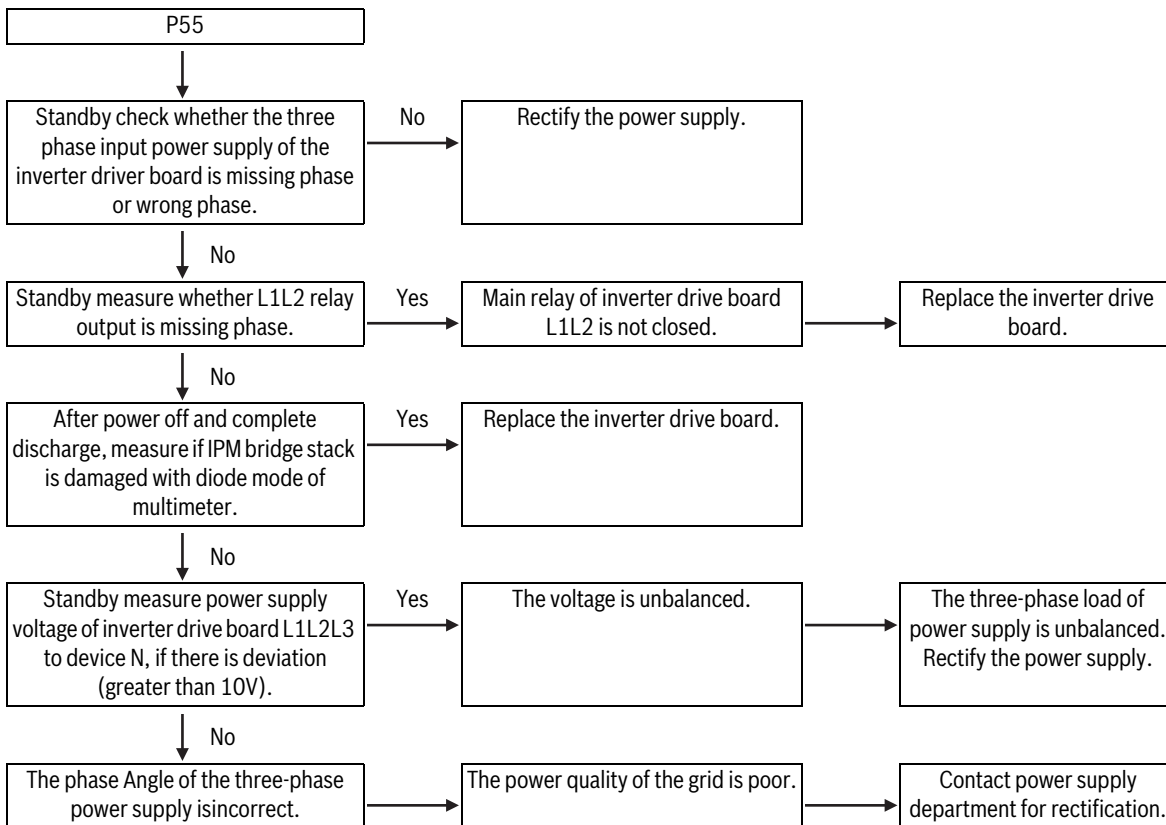 P55
Standby check whether the three
phase input power supply of the
inverter driver board is missing phase
or wrong phase.
No
Rectify the power supply.
No
Standby measure whether L1L2 relay
output is missing phase.
Yes
Main relay of inverter drive board
L1L2 is not closed.
Replace the inverter drive
board.
No
After power off and complete
discharge, measure if IPM bridge stack
is damaged with diode mode of
multimeter.
Yes
Replace the inverter drive board.
No
Standby measure power supply
voltage of inverter drive board L1L2L3
to device N, if there is deviation
(greater than 10V).
Yes
The voltage is unbalanced.
The three-phase load of
power supply is unbalanced.
Rectify the power supply.
No
The phase Angle of the three-phase
power supply isincorrect.
The power quality of the grid is poor.
Contact power supply
department for rectification.